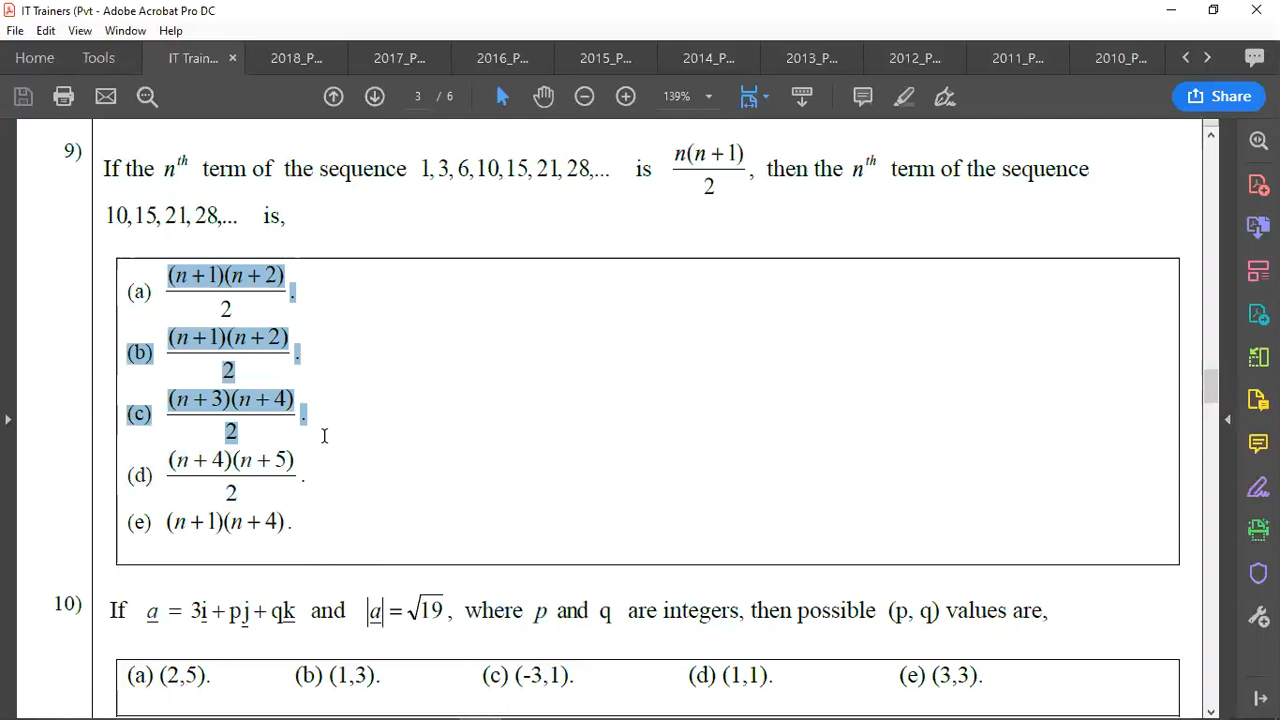 IT Trainers (Pvt - Adobe Acrobat Pro DC
File Edit View Window Help
Home Tools IT Train... × 2018_P... 2017_P... 2016_P... 2015_P... 2014_P... 2013_P... 2012_P... 2011_P... 2010_P...
3 / 6 139% Share
9) If the n^th term of the sequence 1, 3, 6, 10, 15, 21, 28,... is n(n+1)/2, then the n^th term of the sequence
10, 15, 21, 28,... is,
(a) (n+1)(n+2)/2.
(b) (n+1)(n+2)/2.
(c) (n+3)(n+4)/2.
(d) (n+4)(n+5)/2.
(e) (n+1)(n+4).
10) If a = 3i + pj + qk and |a| = √19, where p and q are integers, then possible (p, q) values are,
(a) (2,5). (b) (1,3). (c) (-3,1). (d) (1,1). (e) (3,3).